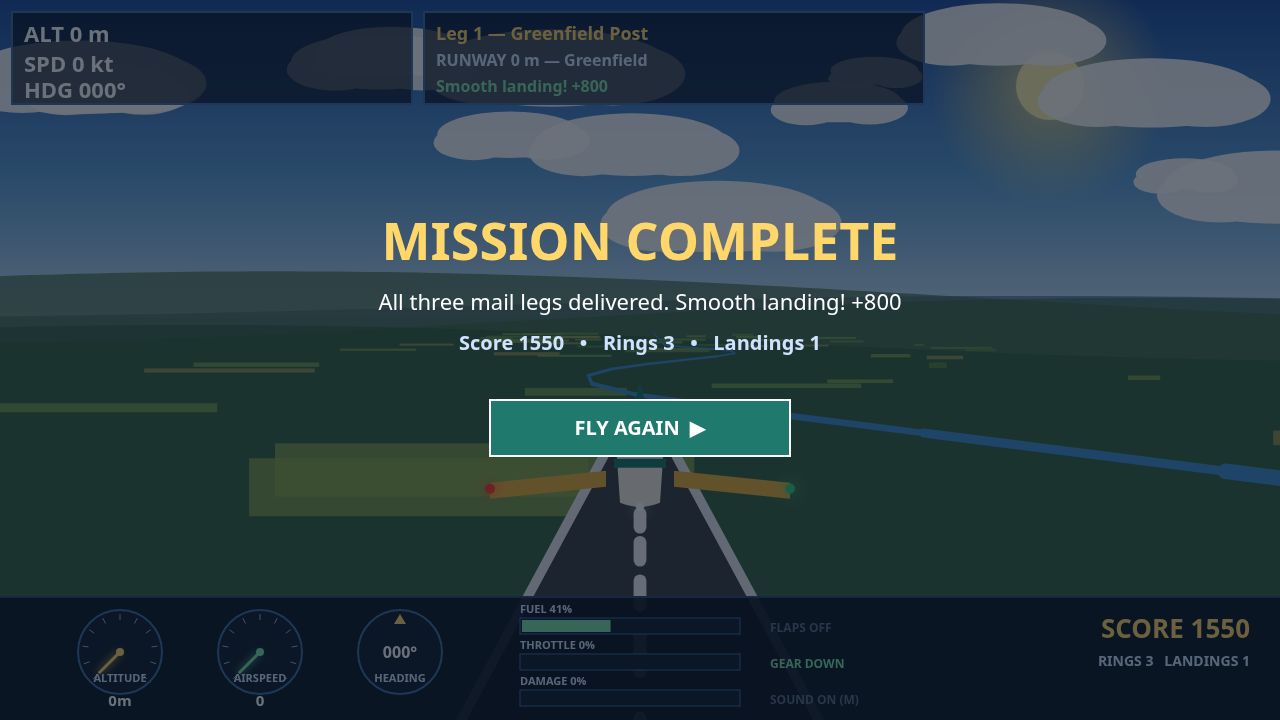 ALT 0 m
SPD 0 kt
HDG 000°
Leg 1 — Greenfield Post
RUNWAY 0 m — Greenfield
Smooth landing! +800
MISSION COMPLETE
All three mail legs delivered. Smooth landing! +800
Score 1550 • Rings 3 • Landings 1
FLY AGAIN ▶
ALTITUDE
0m
AIRSPEED
0
000°
HEADING
FUEL 41%
THROTTLE 0%
DAMAGE 0%
FLAPS OFF
GEAR DOWN
SOUND ON (M)
SCORE 1550
RINGS 3 LANDINGS 1